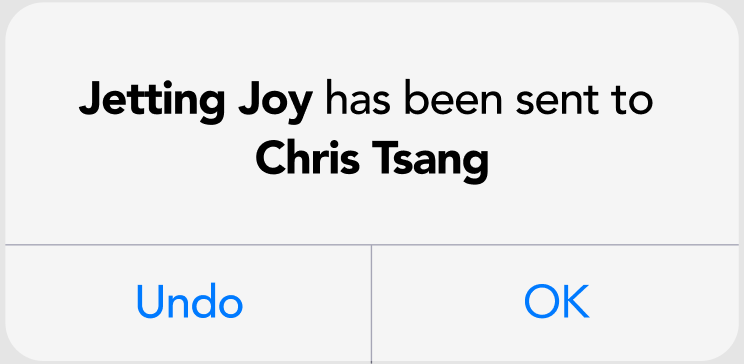 Jetting Joy has been sent to
Chris Tsang
Undo
OK